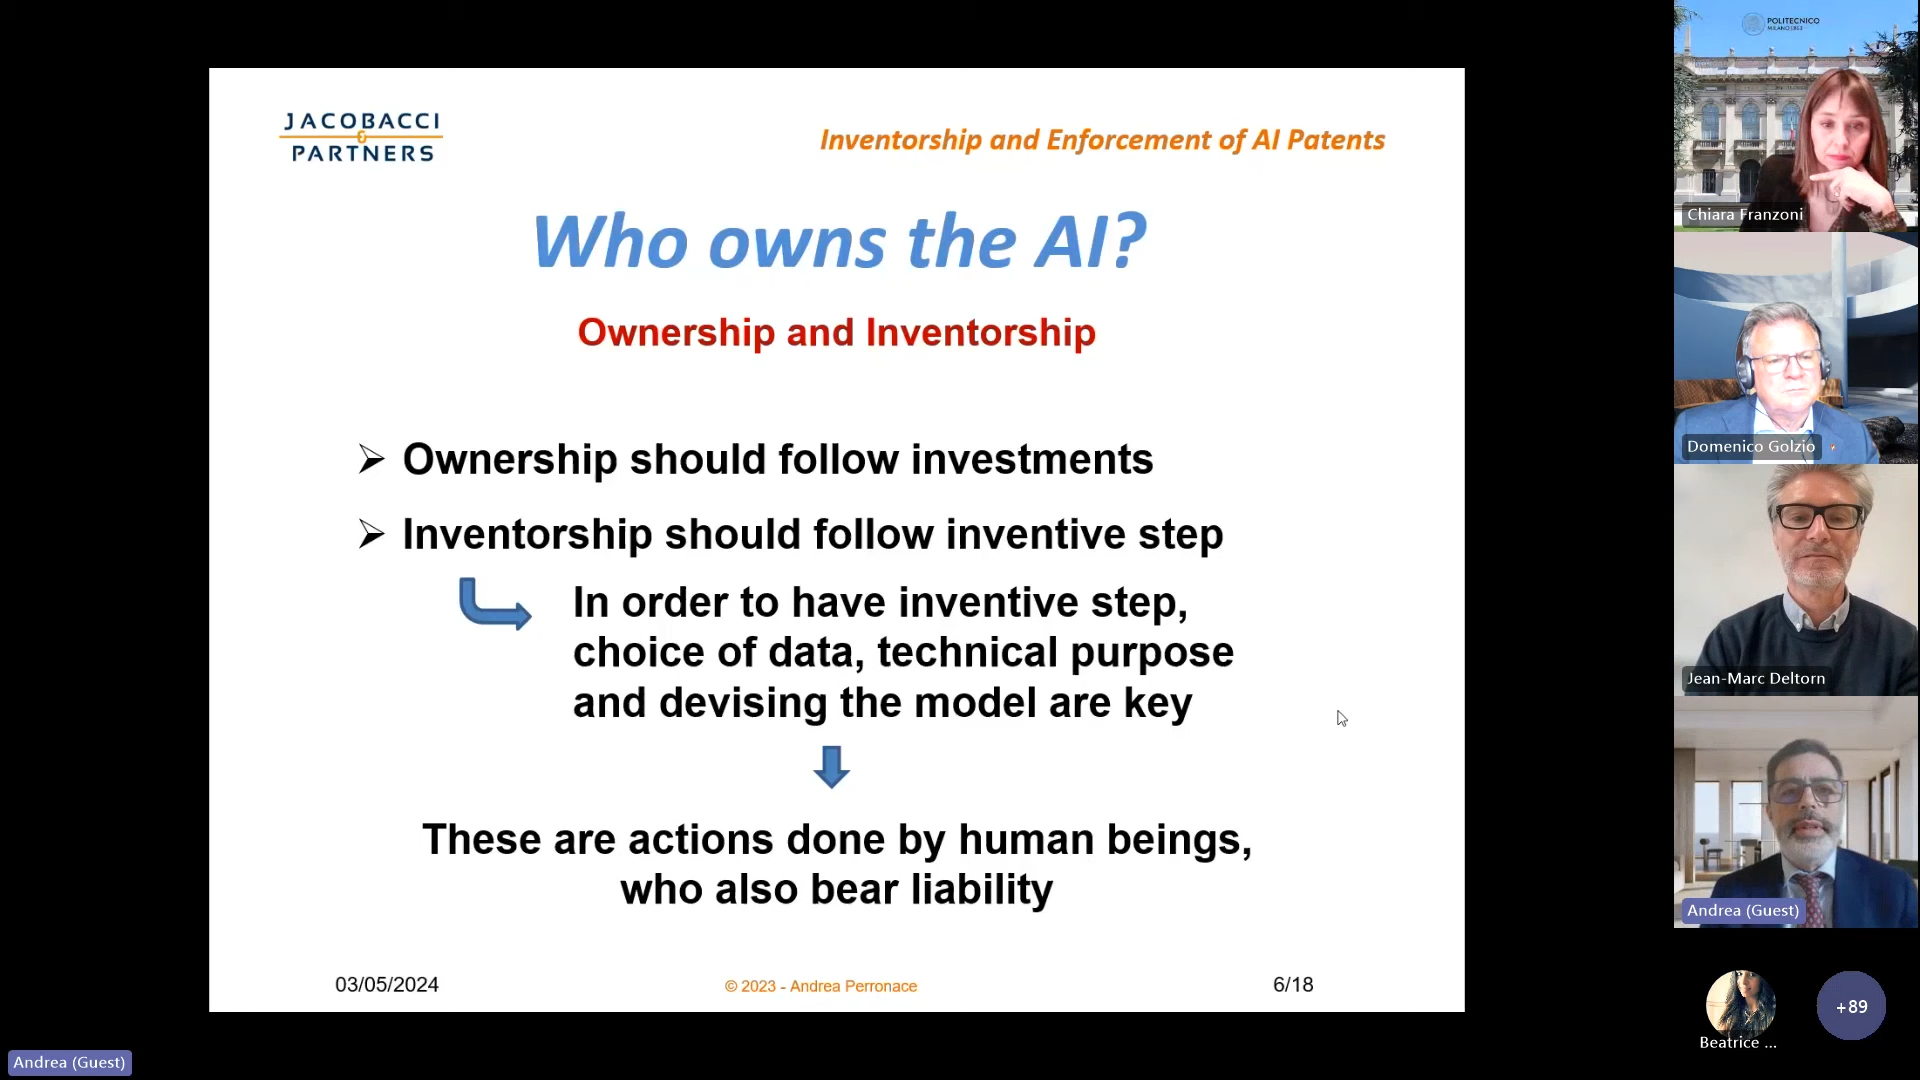 JACOBACCI
&
PARTNERS
Inventorship and Enforcement of AI Patents
Who owns the AI?
Ownership and Inventorship
➢ Ownership should follow investments
➢ Inventorship should follow inventive step
In order to have inventive step,
choice of data, technical purpose
and devising the model are key
These are actions done by human beings,
who also bear liability
03/05/2024
© 2023 - Andrea Perronace
6/18
POLITECNICO
MILANO 1863
Chiara Franzoni
Domenico Golzio
Jean-Marc Deltorn
Andrea (Guest)
Beatrice ...
+89
Andrea (Guest)